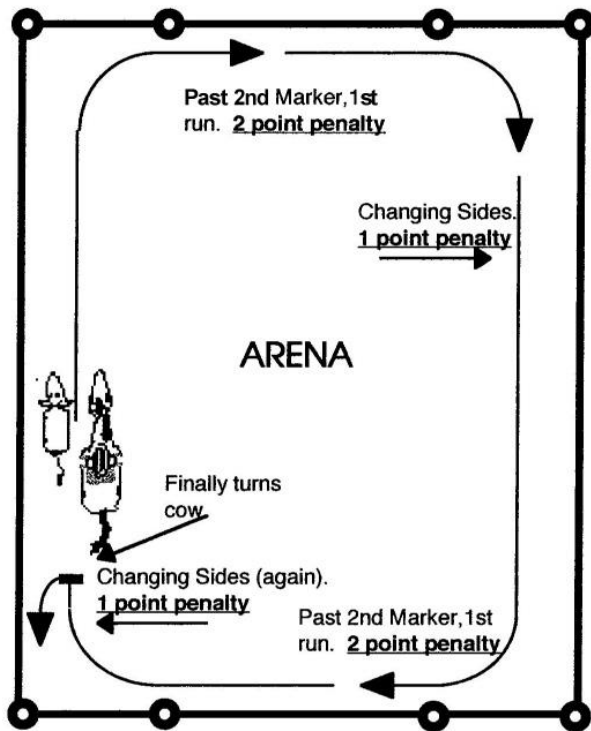 Past 2nd Marker,1st
run. 2 point penalty
Changing Sides.
1 point penalty
ARENA
Finally turns
cow
Changing Sides (again).
1 point penalty
Past 2nd Marker,1st
run. 2 point penalty